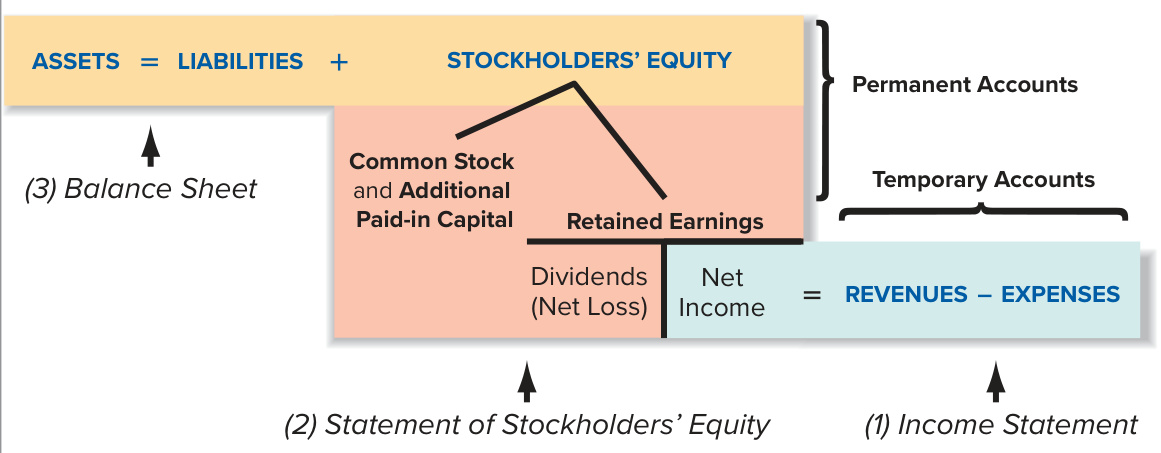 ASSETS = LIABILITIES + STOCKHOLDERS' EQUITY
Permanent Accounts
(3) Balance Sheet
Common Stock
and Additional
Paid-in Capital
Temporary Accounts
Retained Earnings
Dividends
(Net Loss)
Net
Income
= REVENUES – EXPENSES
(2) Statement of Stockholders' Equity
(1) Income Statement